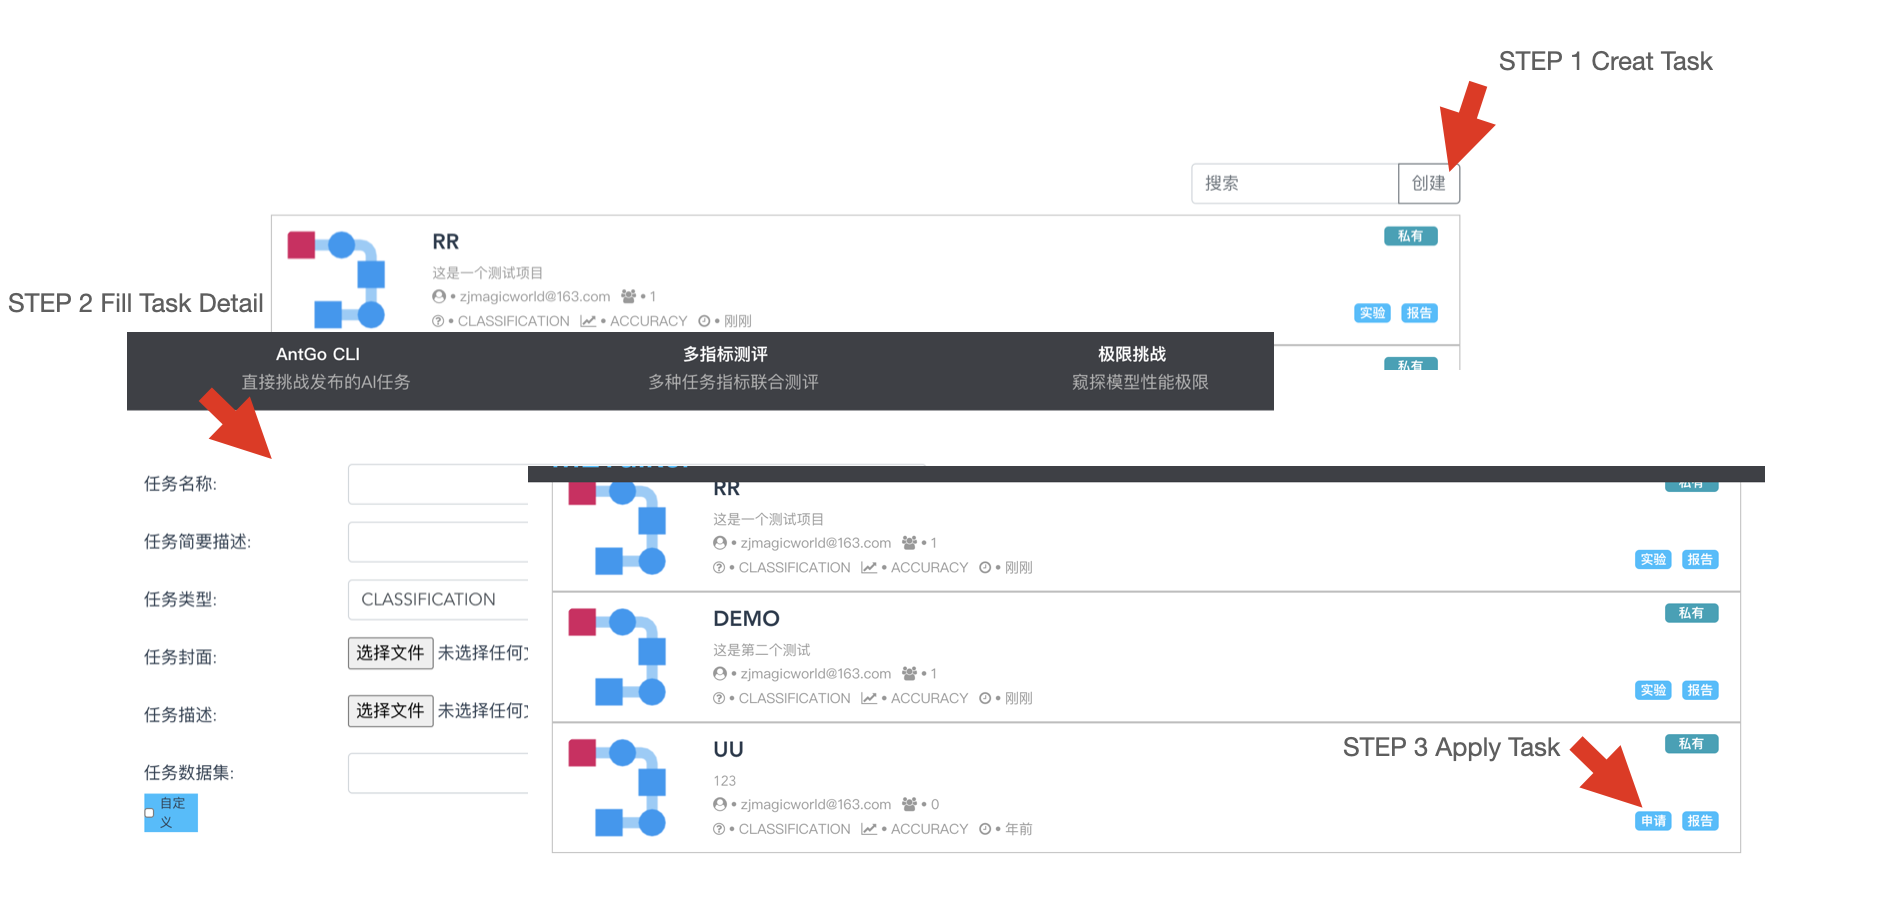 STEP 1 Creat Task
搜索
创建
RR
私有
这是一个测试项目
• zjmagicworld@163.com • 1
• CLASSIFICATION • ACCURACY • 刚刚
实验 报告
私有
STEP 2 Fill Task Detail
AntGo CLI
直接挑战发布的AI任务
多指标测评
多种任务指标联合测评
极限挑战
窥探模型性能极限
任务名称:
任务简要描述:
任务类型:
CLASSIFICATION
任务封面:
选择文件 未选择任何
任务描述:
选择文件 未选择任何
任务数据集:
自定
义
RR
私有
这是一个测试项目
• zjmagicworld@163.com • 1
• CLASSIFICATION • ACCURACY • 刚刚
实验 报告
DEMO
私有
这是第二个测试
• zjmagicworld@163.com • 1
• CLASSIFICATION • ACCURACY • 刚刚
实验 报告
UU
STEP 3 Apply Task
私有
123
• zjmagicworld@163.com • 0
• CLASSIFICATION • ACCURACY • 年前
申请 报告